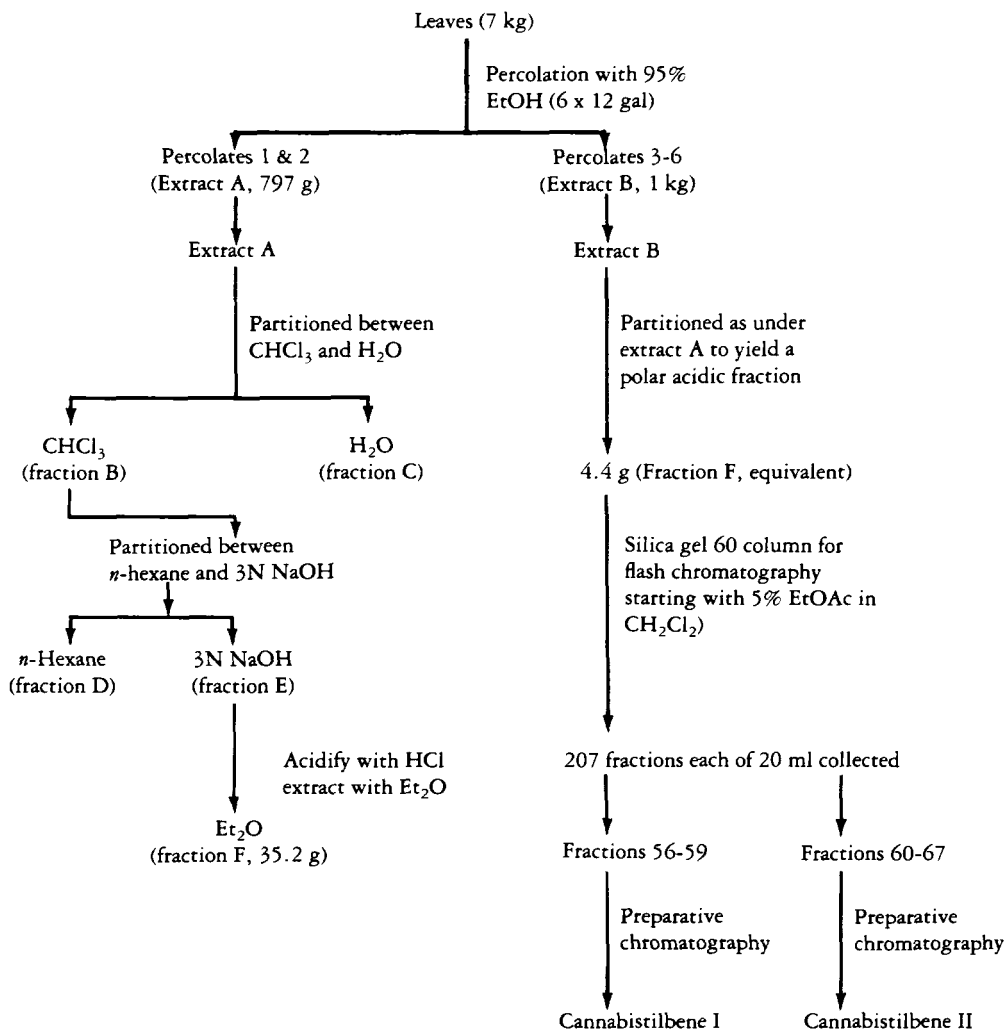 Leaves (7 kg)
Percolation with 95%
EtOH (6 x 12 gal)
Percolates 1 & 2
(Extract A, 797 g)
Percolates 3-6
(Extract B, 1 kg)
Extract A
Extract B
Partitioned between
CHCl₃ and H₂O
Partitioned as under
extract A to yield a
polar acidic fraction
CHCl₃
(fraction B)
H₂O
(fraction C)
4.4 g (Fraction F, equivalent)
Partitioned between
n-hexane and 3N NaOH
Silica gel 60 column for
flash chromatography
starting with 5% EtOAc in
CH₂Cl₂)
n-Hexane
(fraction D)
3N NaOH
(fraction E)
Acidify with HCl
extract with Et₂O
207 fractions each of 20 ml collected
Et₂O
(fraction F, 35.2 g)
Fractions 56-59
Fractions 60-67
Preparative
chromatography
Preparative
chromatography
Cannabistilbene I
Cannabistilbene II